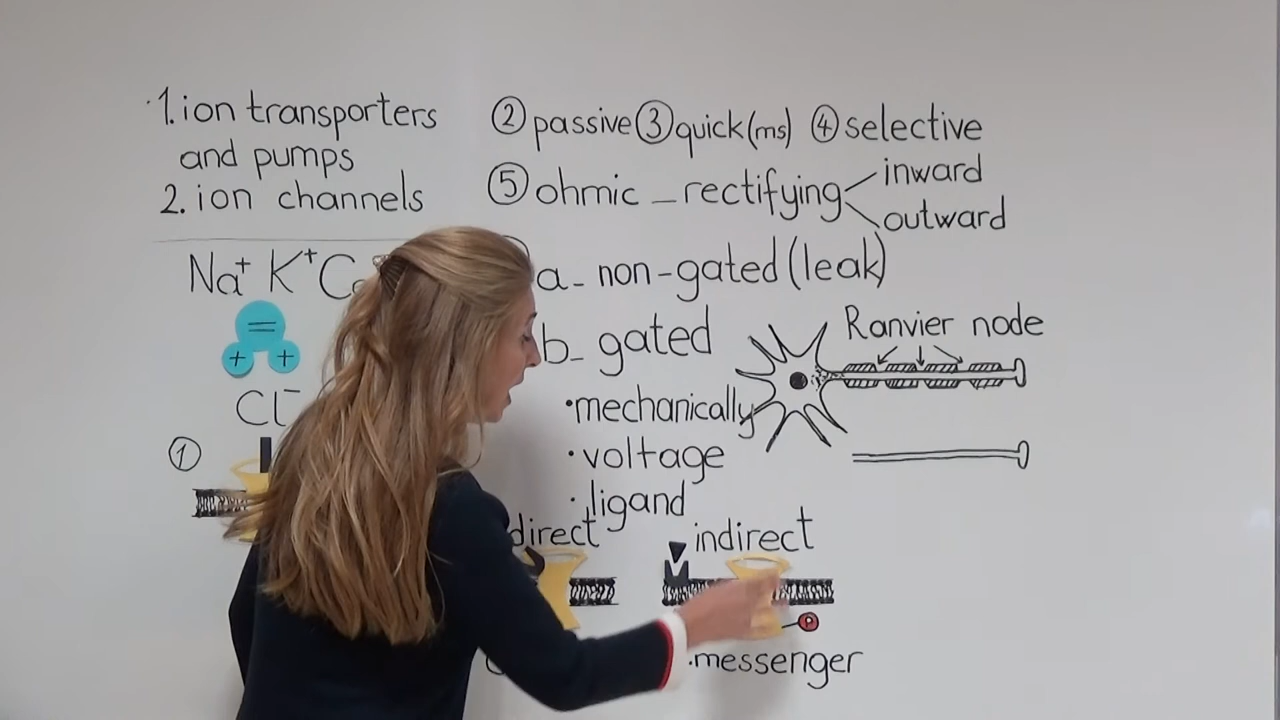 1. ion transporters
and pumps
2. ion channels
Na⁺ K⁺
=
+ +
Cl⁻
①
② passive ③ quick (ms) ④ selective
⑤ ohmic _ rectifying
inward
outward
a_ non-gated (leak)
b_ gated
•mechanically
•voltage
•ligand
direct
indirect
P
•messenger
Ranvier node